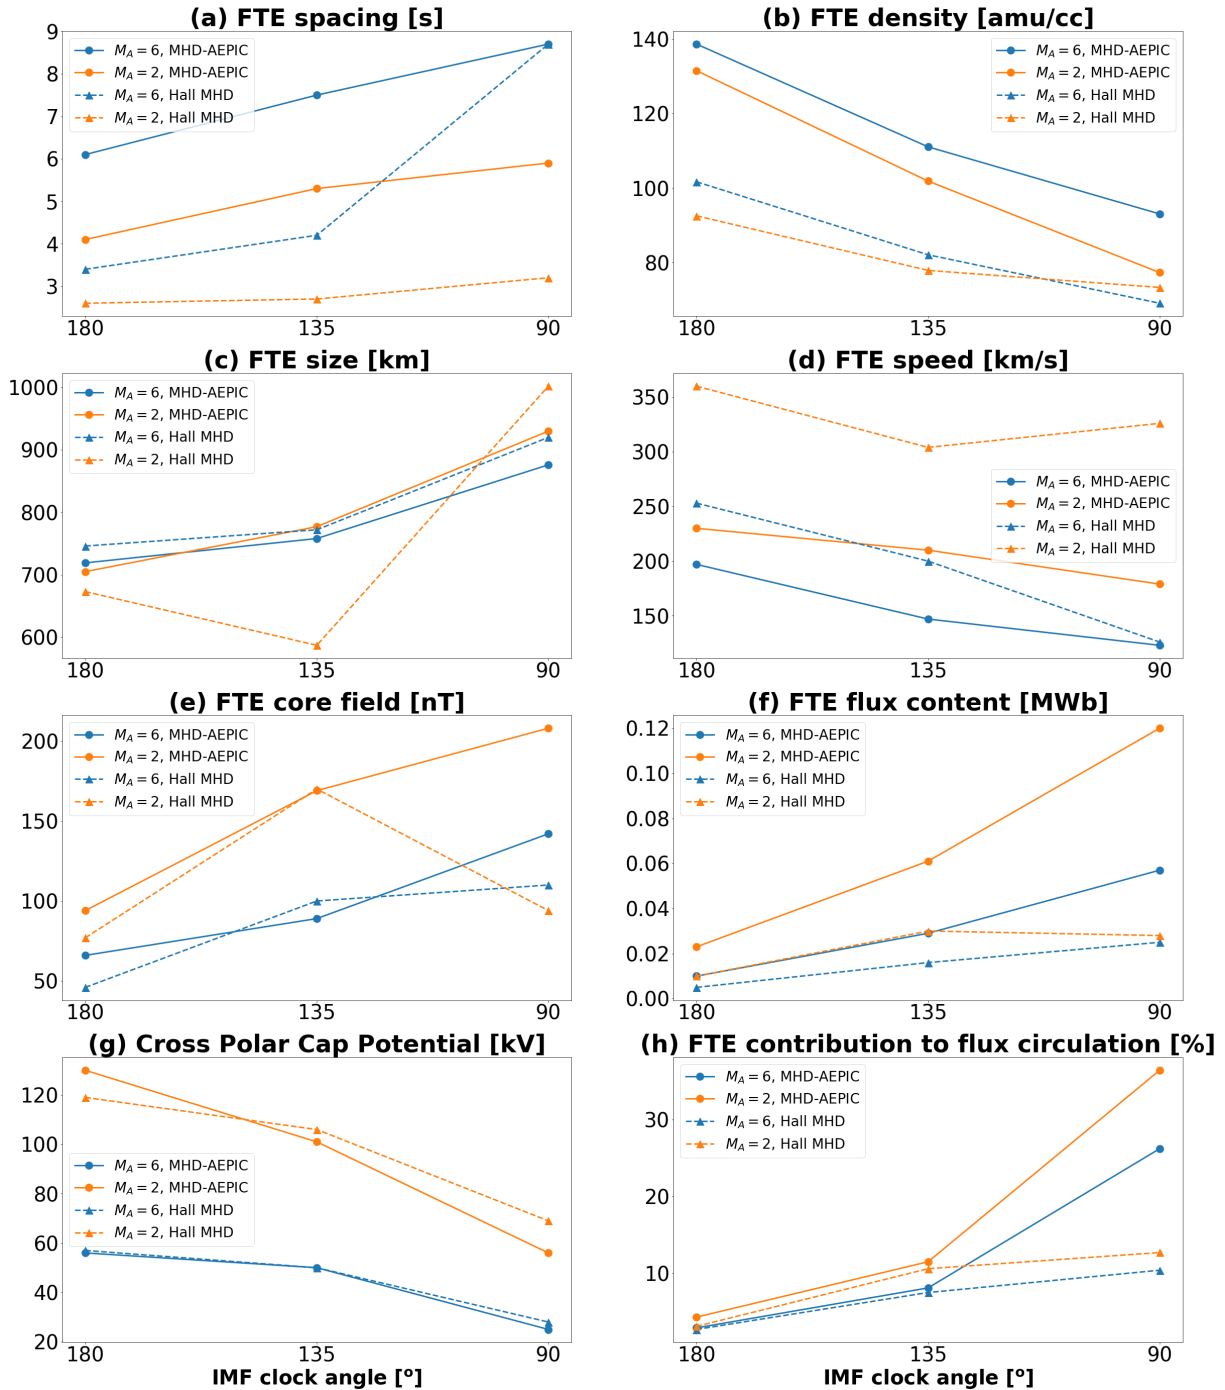 (a) FTE spacing [s]
9
8
7
6
5
4
3
180
135
90
M_A = 6, MHD-AEPIC
M_A = 2, MHD-AEPIC
M_A = 6, Hall MHD
M_A = 2, Hall MHD
(b) FTE density [amu/cc]
140
120
100
80
180
135
90
M_A = 6, MHD-AEPIC
M_A = 2, MHD-AEPIC
M_A = 6, Hall MHD
M_A = 2, Hall MHD
(c) FTE size [km]
1000
900
800
700
600
180
135
90
M_A = 6, MHD-AEPIC
M_A = 2, MHD-AEPIC
M_A = 6, Hall MHD
M_A = 2, Hall MHD
(d) FTE speed [km/s]
350
300
250
200
150
180
135
90
M_A = 6, MHD-AEPIC
M_A = 2, MHD-AEPIC
M_A = 6, Hall MHD
M_A = 2, Hall MHD
(e) FTE core field [nT]
200
150
100
50
180
135
90
M_A = 6, MHD-AEPIC
M_A = 2, MHD-AEPIC
M_A = 6, Hall MHD
M_A = 2, Hall MHD
(f) FTE flux content [MWb]
0.12
0.10
0.08
0.06
0.04
0.02
0.00
180
135
90
M_A = 6, MHD-AEPIC
M_A = 2, MHD-AEPIC
M_A = 6, Hall MHD
M_A = 2, Hall MHD
(g) Cross Polar Cap Potential [kV]
120
100
80
60
40
20
180
135
90
M_A = 6, MHD-AEPIC
M_A = 2, MHD-AEPIC
M_A = 6, Hall MHD
M_A = 2, Hall MHD
IMF clock angle [°]
(h) FTE contribution to flux circulation [%]
30
20
10
180
135
90
M_A = 6, MHD-AEPIC
M_A = 2, MHD-AEPIC
M_A = 6, Hall MHD
M_A = 2, Hall MHD
IMF clock angle [°]